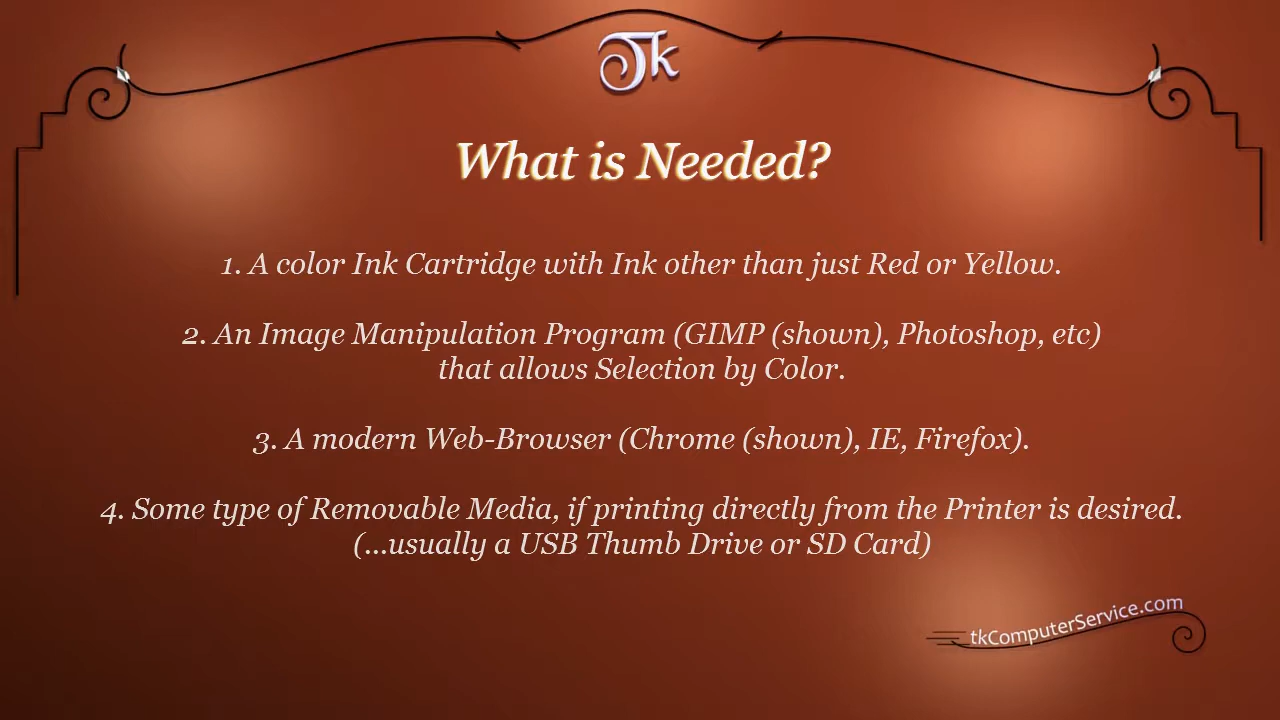 Tk
What is Needed?
1. A color Ink Cartridge with Ink other than just Red or Yellow.
2. An Image Manipulation Program (GIMP (shown), Photoshop, etc)
that allows Selection by Color.
3. A modern Web-Browser (Chrome (shown), IE, Firefox).
4. Some type of Removable Media, if printing directly from the Printer is desired.
(...usually a USB Thumb Drive or SD Card)
tkComputerService.com